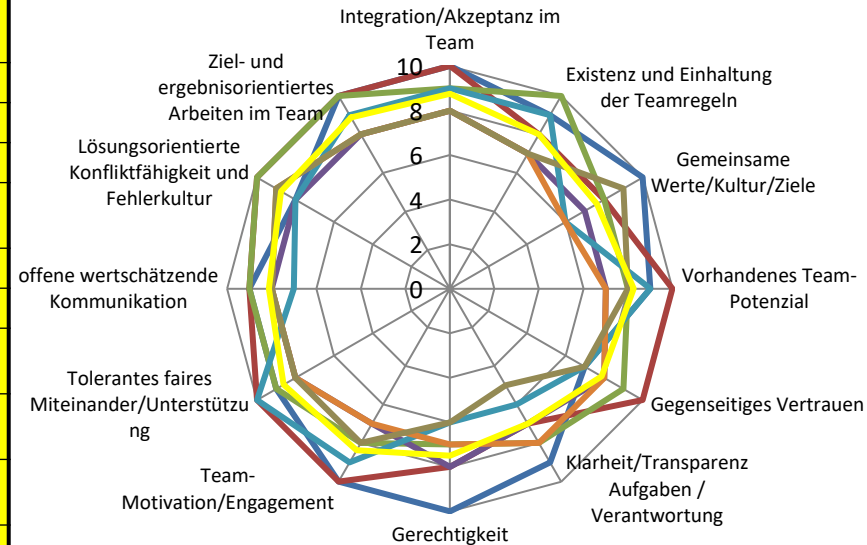 Integration/Akzeptanz im
Team
Existenz und Einhaltung
der Teamregeln
Gemeinsame
Werte/Kultur/Ziele
Vorhandenes Team-
Potenzial
Gegenseitiges Vertrauen
Klarheit/Transparenz
Aufgaben /
Verantwortung
Gerechtigkeit
Team-
Motivation/Engagement
Tolerantes faires
Miteinander/Unterstützu
ng
offene wertschätzende
Kommunikation
Lösungsorientierte
Konfliktfähigkeit und
Fehlerkultur
Ziel- und
ergebnisorientiertes
Arbeiten im Team
10
8
6
4
2
0